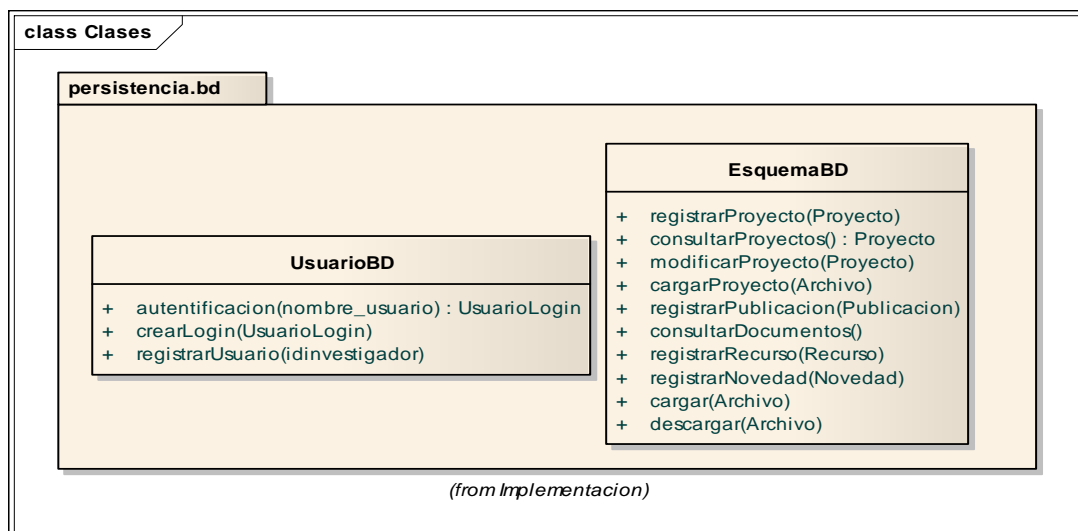 class Clases
persistencia.bd
UsuarioBD
+ autentificacion(nombre_usuario) : UsuarioLogin
+ crearLogin(UsuarioLogin)
+ registrarUsuario(idinvestigador)
EsquemaBD
+ registrarProyecto(Proyecto)
+ consultarProyectos() : Proyecto
+ modificarProyecto(Proyecto)
+ cargarProyecto(Archivo)
+ registrarPublicacion(Publicacion)
+ consultarDocumentos()
+ registrarRecurso(Recurso)
+ registrarNovedad(Novedad)
+ cargar(Archivo)
+ descargar(Archivo)
(from Implementacion)